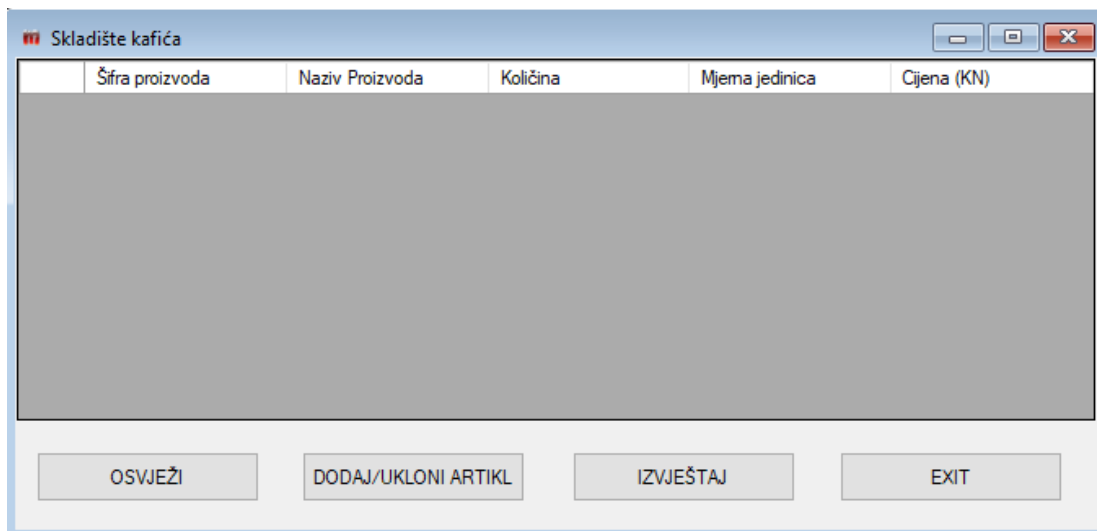 Skladište kafića
Šifra proizvoda Naziv Proizvoda Količina Mjerna jedinica Cijena (KN)
OSVJEŽI DODAJ/UKLONI ARTIKL IZVJEŠTAJ EXIT